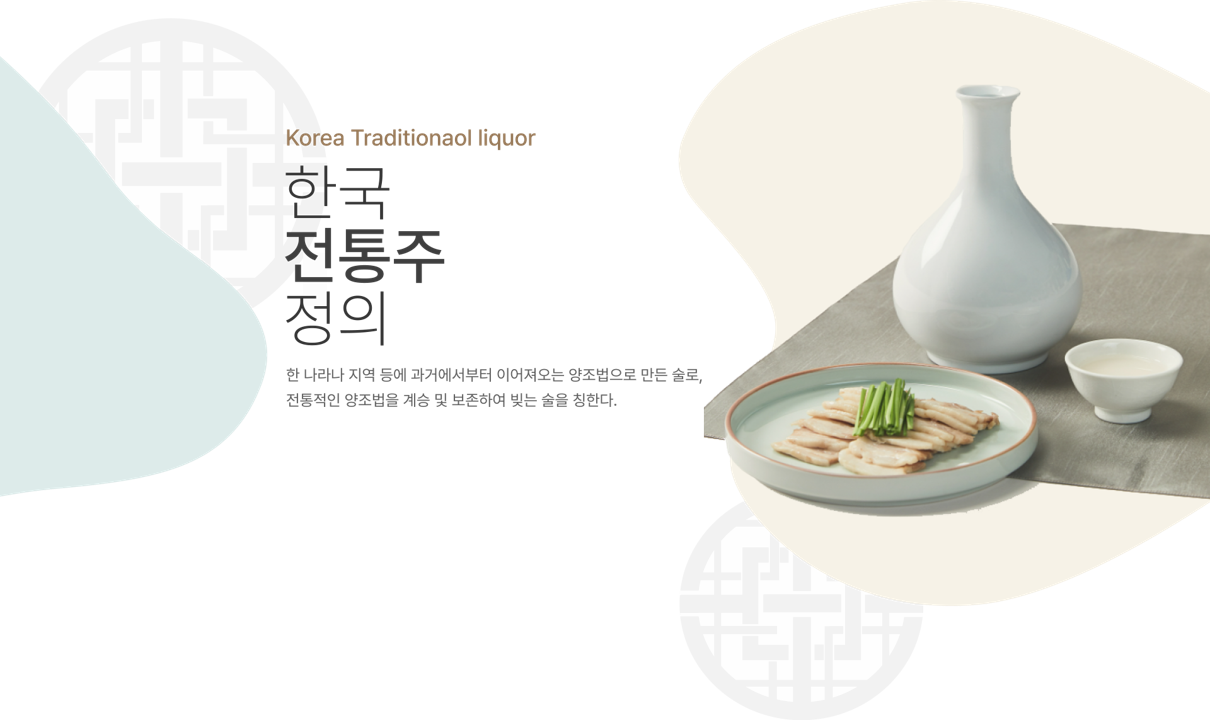 Korea Traditionaol liquor
한국
전통주
정의
한 나라나 지역 등에 과거에서부터 이어져오는 양조법으로 만든 술로,
전통적인 양조법을 계승 및 보존하여 빚는 술을 칭한다.